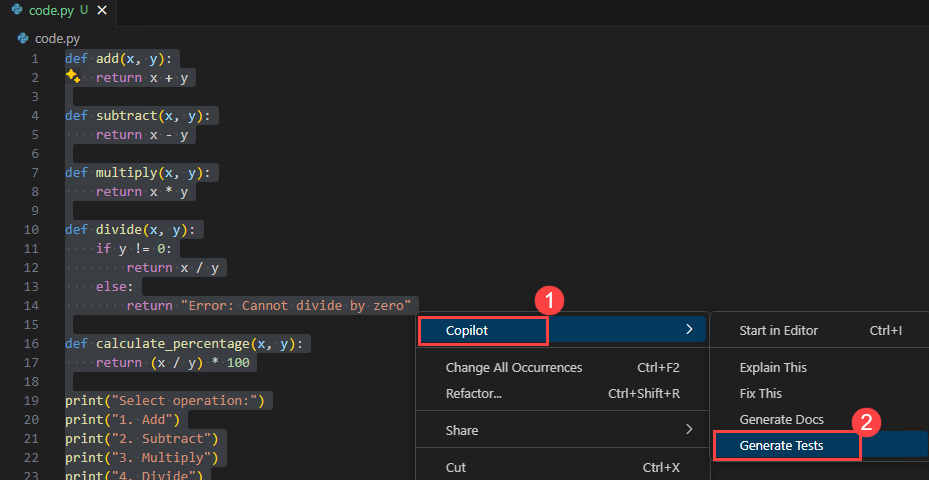 code.py U
code.py
1 def add(x, y):
2 return x + y
3
4 def subtract(x, y):
5 return x - y
6
7 def multiply(x, y):
8 return x * y
9
10 def divide(x, y):
11 if y != 0:
12 return x / y
13 else:
14 return "Error: Cannot divide by zero"
15
16 def calculate_percentage(x, y):
17 return (x / y) * 100
18
19 print("Select operation:")
20 print("1. Add")
21 print("2. Subtract")
22 print("3. Multiply")
23 print("4. Divide")
1
Copilot
Change All Occurrences Ctrl+F2
Refactor... Ctrl+Shift+R
Share
Cut Ctrl+X
Start in Editor Ctrl+I
Explain This
Fix This
Generate Docs
2
Generate Tests